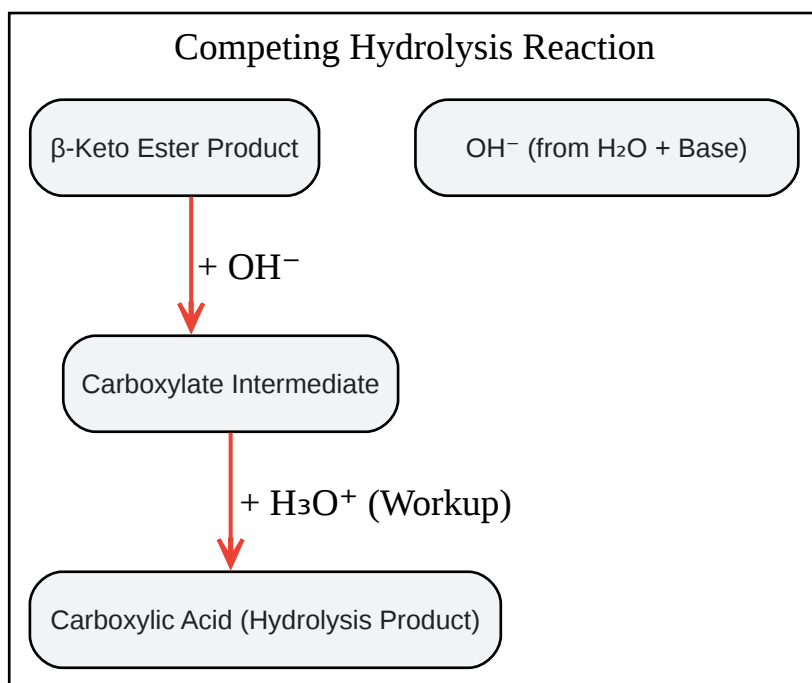 Competing Hydrolysis Reaction
β-Keto Ester Product
OH⁻ (from H₂O + Base)
+ OH⁻
Carboxylate Intermediate
+ H₃O⁺ (Workup)
Carboxylic Acid (Hydrolysis Product)